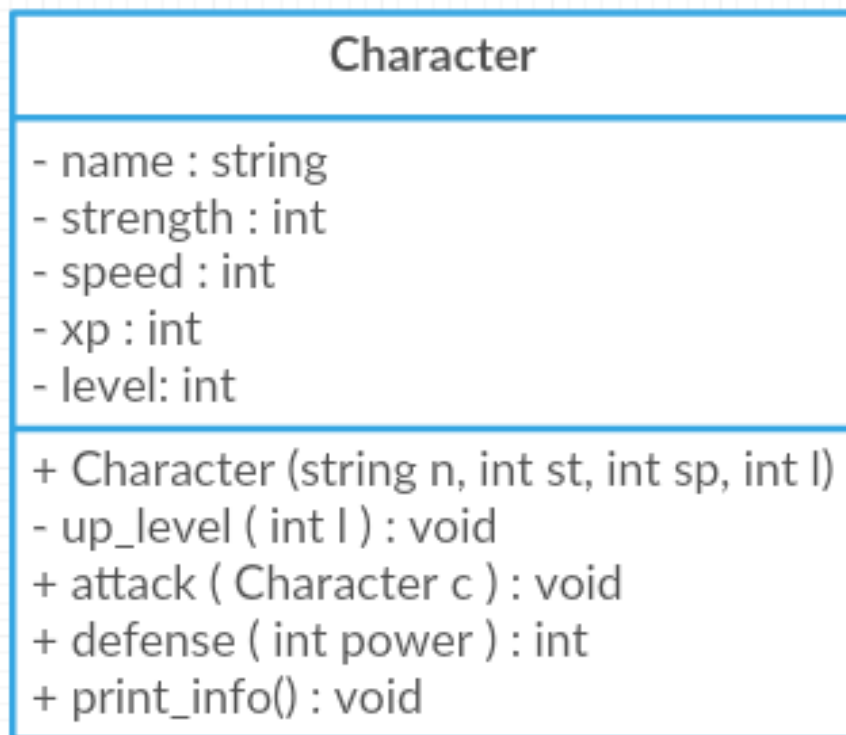 Character
- name : string
- strength : int
- speed : int
- xp : int
- level: int
+ Character (string n, int st, int sp, int l)
- up_level ( int l ) : void
+ attack ( Character c ) : void
+ defense ( int power ) : int
+ print_info() : void